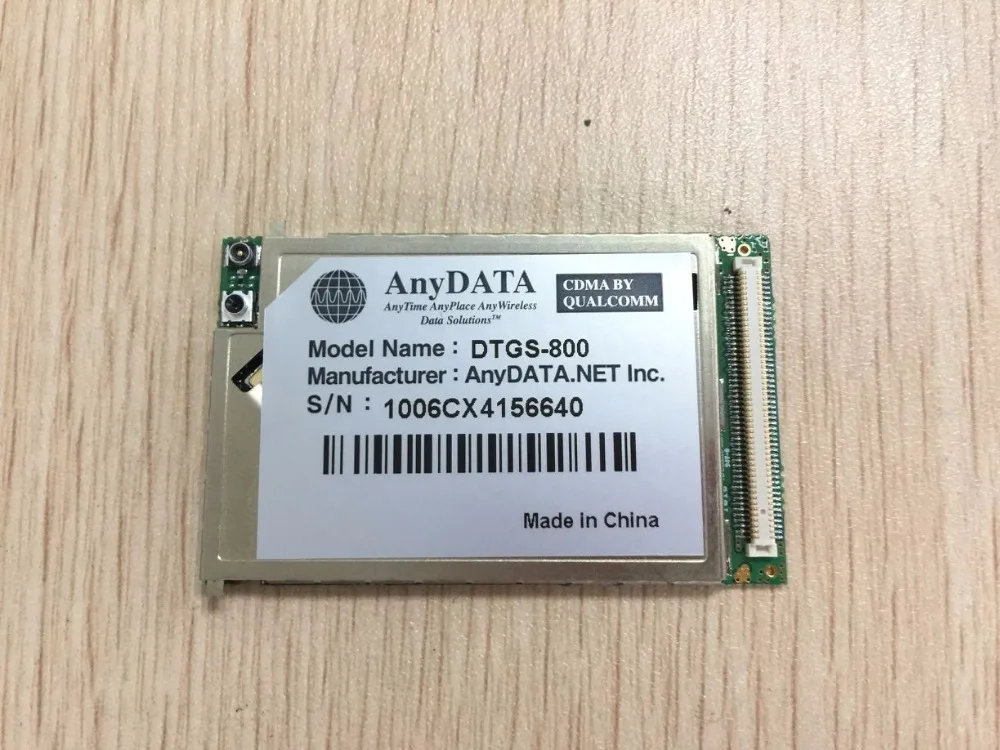 AnyDATA
AnyTime AnyPlace AnyWireless
Data Solutions™
CDMA BY
QUALCOMM
Model Name : DTGS-800
Manufacturer : AnyDATA.NET Inc.
S/N : 1006CX4156640
Made in China